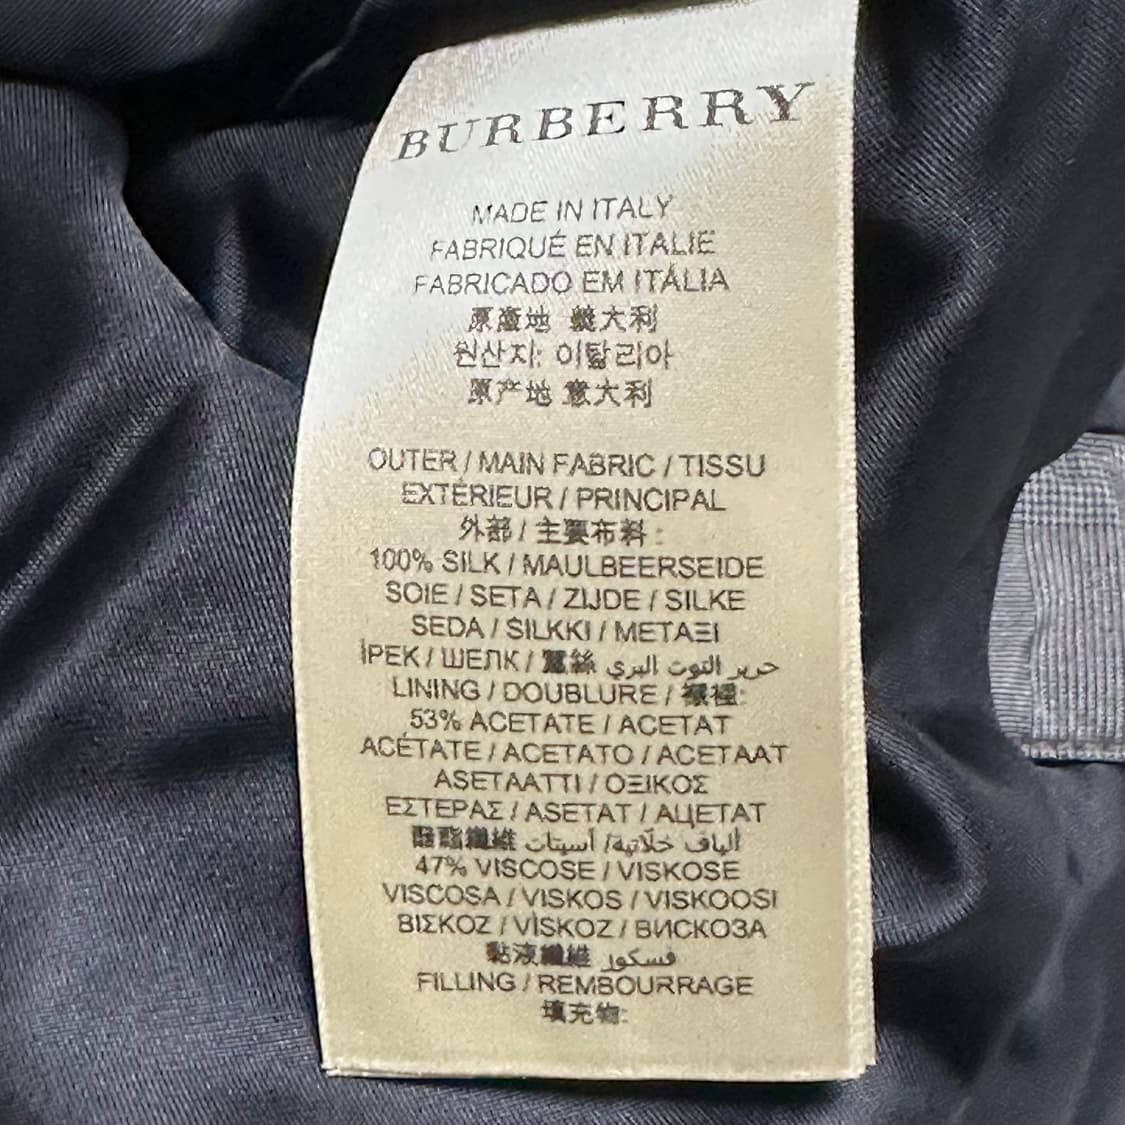 BURBERRY
MADE IN ITALY
FABRIQUÉ EN ITALIE
FABRICADO EM ITÁLIA
原産地 義大利
원산지: 이탈리아
原产地 意大利
OUTER / MAIN FABRIC / TISSU
EXTÉRIEUR / PRINCIPAL
外部 / 主要布料 :
100% SILK / MAULBEERSEIDE
SOIE / SETA / ZIJDE / SILKE
SEDA / SILKKI / ΜΕΤΑΞΙ
İPEK / ШЕЛК / 蠶絲 حرير التوت البري
LINING / DOUBLURE / 襯裡:
53% ACETATE / ACETAT
ACÉTATE / ACETATO / ACETAAT
ASETAATTI / ΟΞΙΚΟΣ
ΕΣΤΕΡΑΣ / ASETAT / АЦЕТАТ
醋酯纖維 ألياف خلّاتية/ أسيتات
47% VISCOSE / VISKOSE
VISCOSA / VISKOS / VISKOOSI
ΒΙΣΚΟΖ / VİSKOZ / ВИСКОЗА
黏液纖維 فسكوز
FILLING / REMBOURRAGE
填充物: